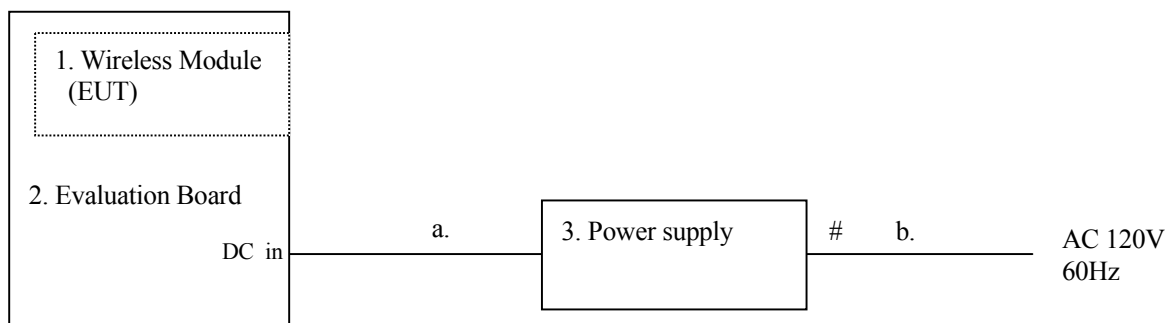 1. Wireless Module
(EUT)
2. Evaluation Board
DC in
a.
3. Power supply
# b.
AC 120V
60Hz